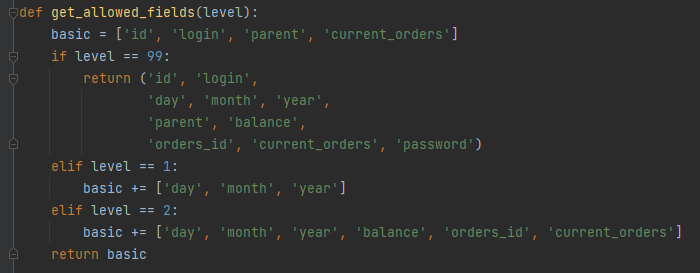 def get_allowed_fields(level):
    basic = ['id', 'login', 'parent', 'current_orders']
    if level == 99:
        return ('id', 'login',
                'day', 'month', 'year',
                'parent', 'balance',
                'orders_id', 'current_orders', 'password')
    elif level == 1:
        basic += ['day', 'month', 'year']
    elif level == 2:
        basic += ['day', 'month', 'year', 'balance', 'orders_id', 'current_orders']
    return basic